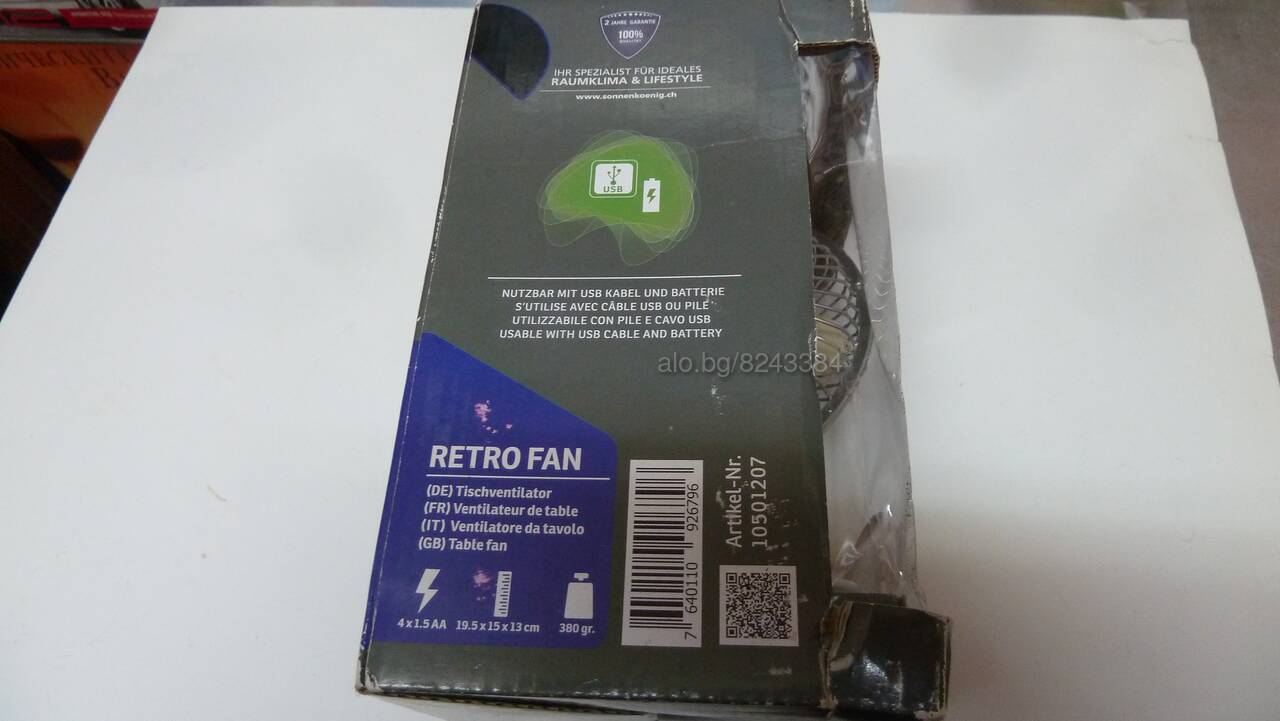 2 JAHRE GARANTIE
100%
QUALITÄT
IHR SPEZIALIST FÜR IDEALES
RAUMKLIMA & LIFESTYLE
www.sonnenkoenig.ch
USB
NUTZBAR MIT USB KABEL UND BATTERIE
S'UTILISE AVEC CÂBLE USB OU PILE
UTILIZZABILE CON PILE E CAVO USB
USABLE WITH USB CABLE AND BATTERY
alo.bg/8243384
RETRO FAN
(DE) Tischventilator
(FR) Ventilateur de table
(IT) Ventilatore da tavolo
(GB) Table fan
4 x 1.5 AA 19.5 x 15 x 13 cm 380 gr.
7 640110 926796
Artikel-Nr.
10501207